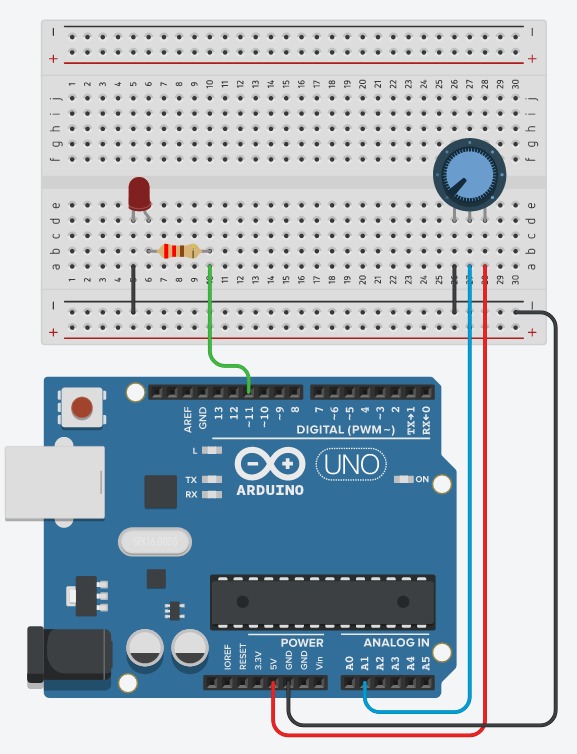 − −
+ +
1 2 3 4 5 6 7 8 9 10 11 12 13 14 15 16 17 18 19 20 21 22 23 24 25 26 27 28 29 30
j j
i i
h h
g g
f f
e e
d d
c c
b b
a a
1 2 3 4 6 7 8 9 11 12 13 14 15 16 17 18 19 20 21 22 23 24 25 29 30
− −
+ +
AREF GND 13 12 ~11 ~10 ~9 8 7 ~6 ~5 4 ~3 2 TX→1 RX←0
DIGITAL (PWM ~)
L
UNO
TX
ON
RX
ARDUINO
POWER ANALOG IN
IOREF RESET 3.3V 5V GND GND Vin A0 A1 A2 A3 A4 A5